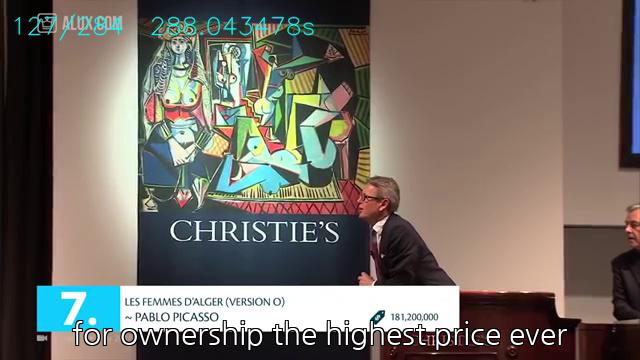 127/284 288.043478s
ALUX.COM
CHRISTIE'S
7.
LES FEMMES D'ALGER (VERSION O)
~ PABLO PICASSO
181,200,000
for ownership the highest price ever